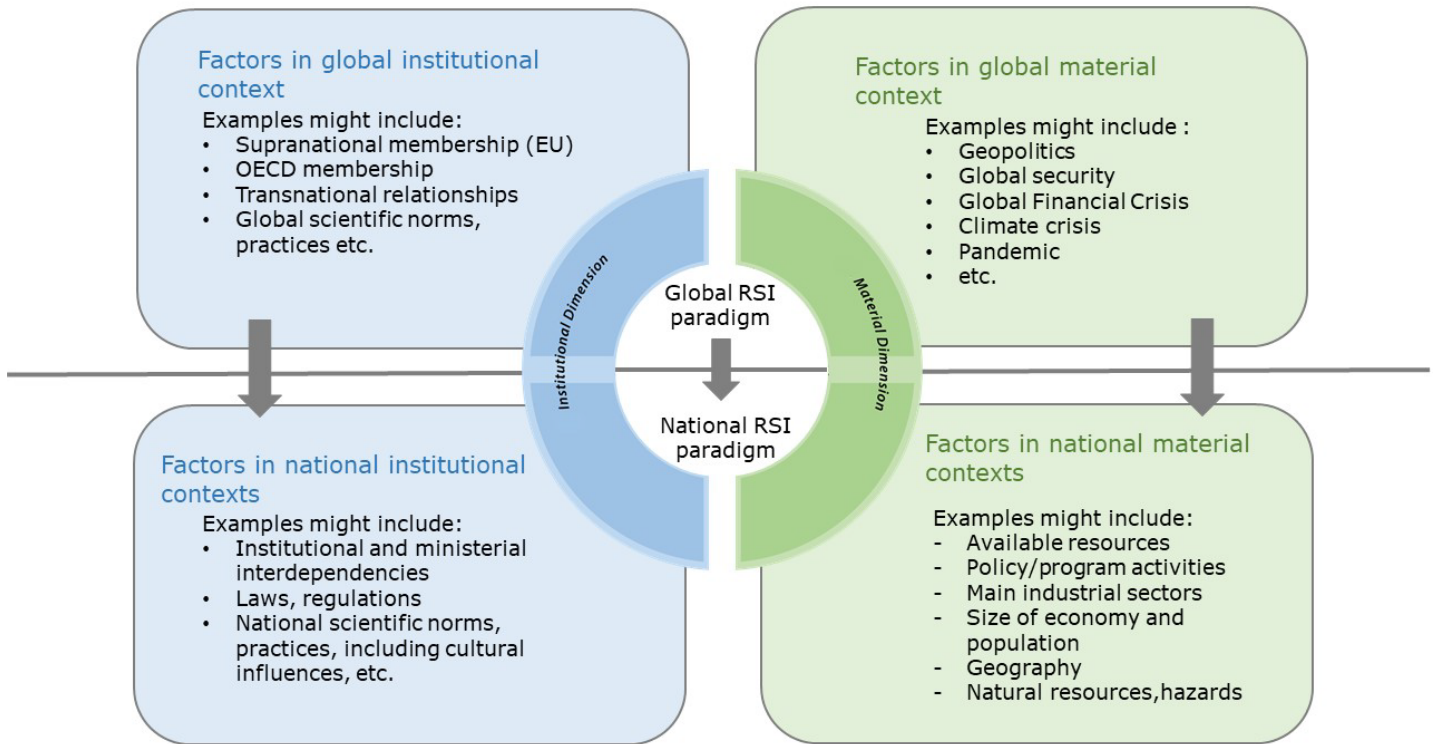 Factors in global institutional
context
Examples might include:
• Supranational membership (EU)
• OECD membership
• Transnational relationships
• Global scientific norms,
practices etc.
Factors in global material
context
Examples might include :
• Geopolitics
• Global security
• Global Financial Crisis
• Climate crisis
• Pandemic
• etc.
Institutional Dimension
Global RSI
paradigm
National RSI
paradigm
Material Dimension
Factors in national institutional
contexts
Examples might include:
• Institutional and ministerial
interdependencies
• Laws, regulations
• National scientific norms,
practices, including cultural
influences, etc.
Factors in national material
contexts
Examples might include:
- Available resources
- Policy/program activities
- Main industrial sectors
- Size of economy and
population
- Geography
- Natural resources,hazards